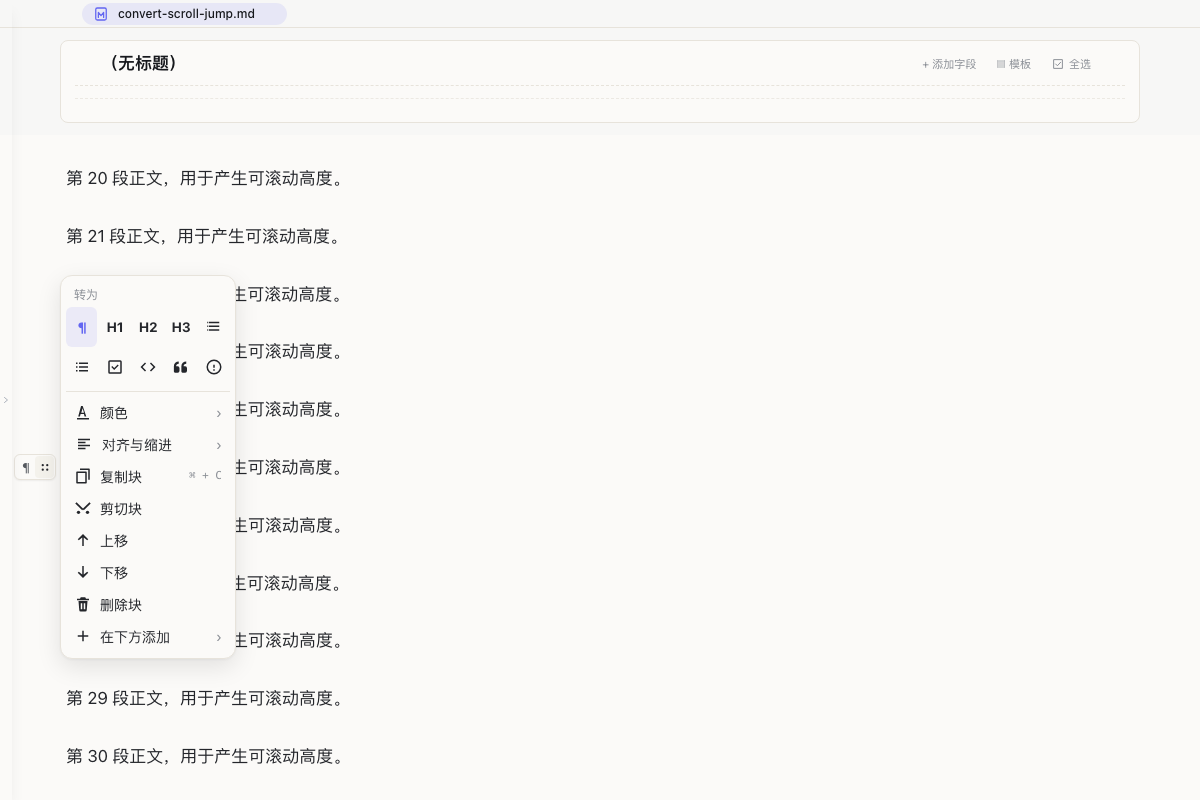 convert-scroll-jump.md
(无标题)
+ 添加字段 模板 全选
第 20 段正文，用于产生可滚动高度。
第 21 段正文，用于产生可滚动高度。
生可滚动高度。
转为
¶ H1 H2 H3
生可滚动高度。
生可滚动高度。
颜色
对齐与缩进
生可滚动高度。
¶
复制块 ⌘ + C
剪切块
生可滚动高度。
上移
下移
生可滚动高度。
删除块
在下方添加
生可滚动高度。
第 29 段正文，用于产生可滚动高度。
第 30 段正文，用于产生可滚动高度。